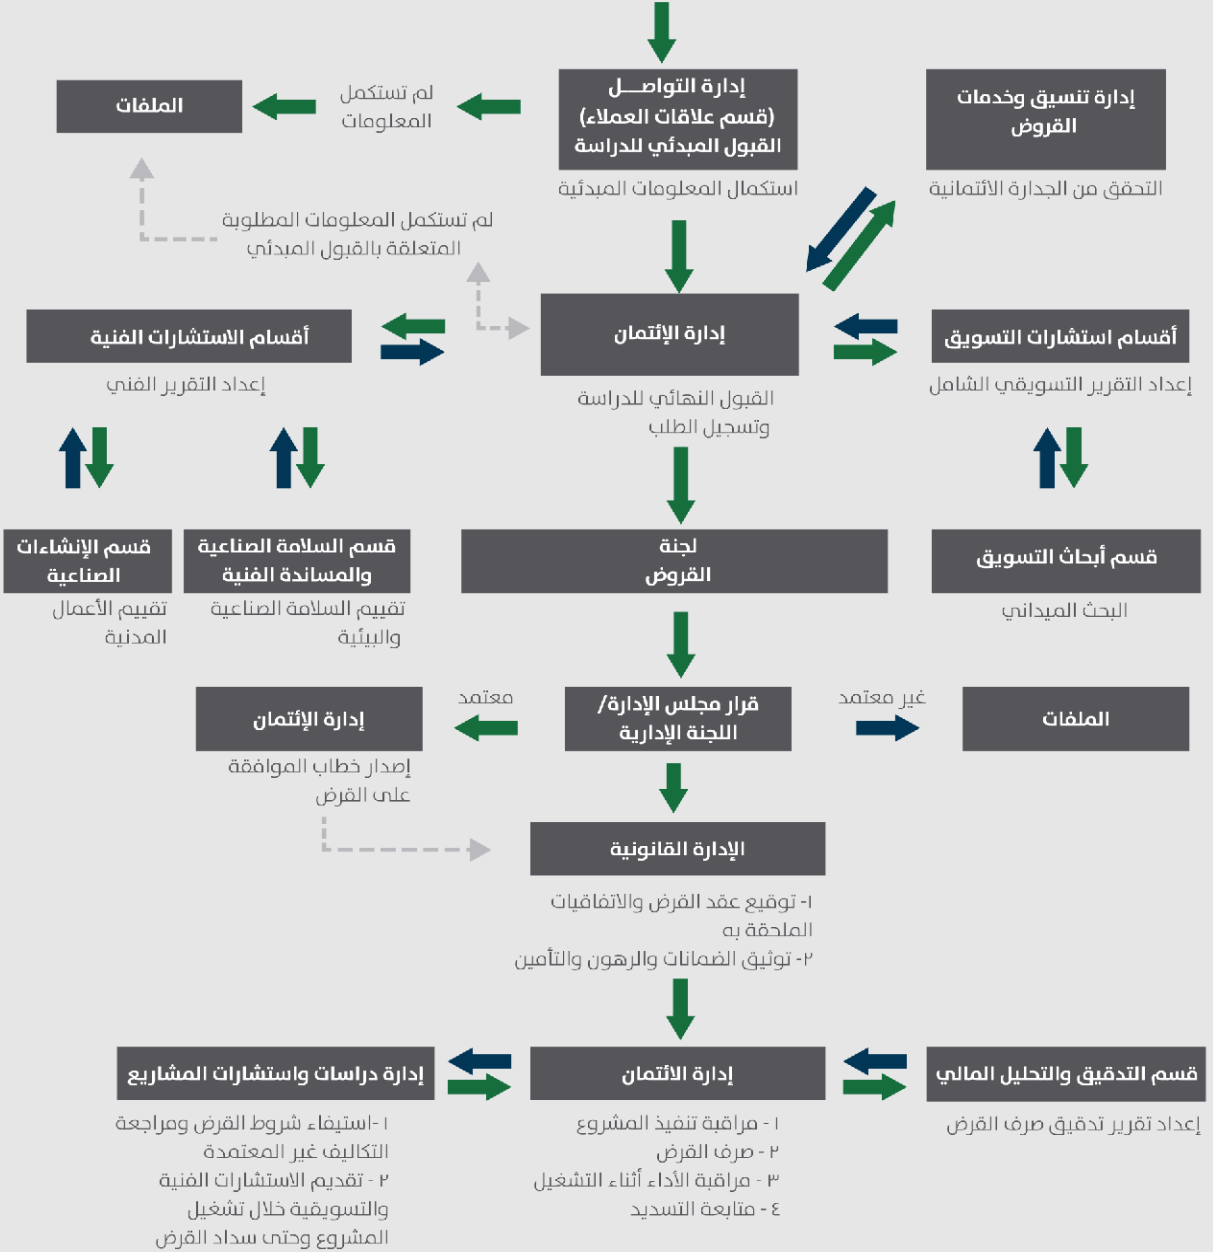 إدارة التواصل
(قسم علاقات العملاء)
القبول المبدئي للدراسة
استكمال المعلومات المبدئية
لم تستكمل
المعلومات
الملفات
إدارة تنسيق وخدمات
القروض
التحقق من الجدارة الائتمانية
لم تستكمل المعلومات المطلوبة
المتعلقة بالقبول المبدئي
إدارة الإئتمان
القبول النهائي للدراسة
وتسجيل الطلب
أقسام استشارات التسويق
إعداد التقرير التسويقي الشامل
أقسام الاستشارات الفنية
إعداد التقرير الفني
قسم أبحاث التسويق
البحث الميداني
لجنة
القروض
قسم السلامة الصناعية
والمساندة الفنية
تقييم السلامة الصناعية
والبيئية
قسم الإنشاءات
الصناعية
تقييم الأعمال
المدنية
قرار مجلس الإدارة/
اللجنة الإدارية
غير معتمد
الملفات
معتمد
إدارة الإئتمان
إصدار خطاب الموافقة
على القرض
الإدارة القانونية
١- توقيع عقد القرض والاتفاقيات
الملحقة به
٢- توثيق الضمانات والرهون والتأمين
قسم التدقيق والتحليل المالي
إعداد تقرير تدقيق صرف القرض
إدارة الائتمان
١ - مراقبة تنفيذ المشروع
٢ - صرف القرض
٣ - مراقبة الأداء أثناء التشغيل
٤ - متابعة التسديد
إدارة دراسات واستشارات المشاريع
١ -استيفاء شروط القرض ومراجعة
التكاليف غير المعتمدة
٢ - تقديم الاستشارات الفنية
والتسويقية خلال تشغيل
المشروع وحتى سداد القرض